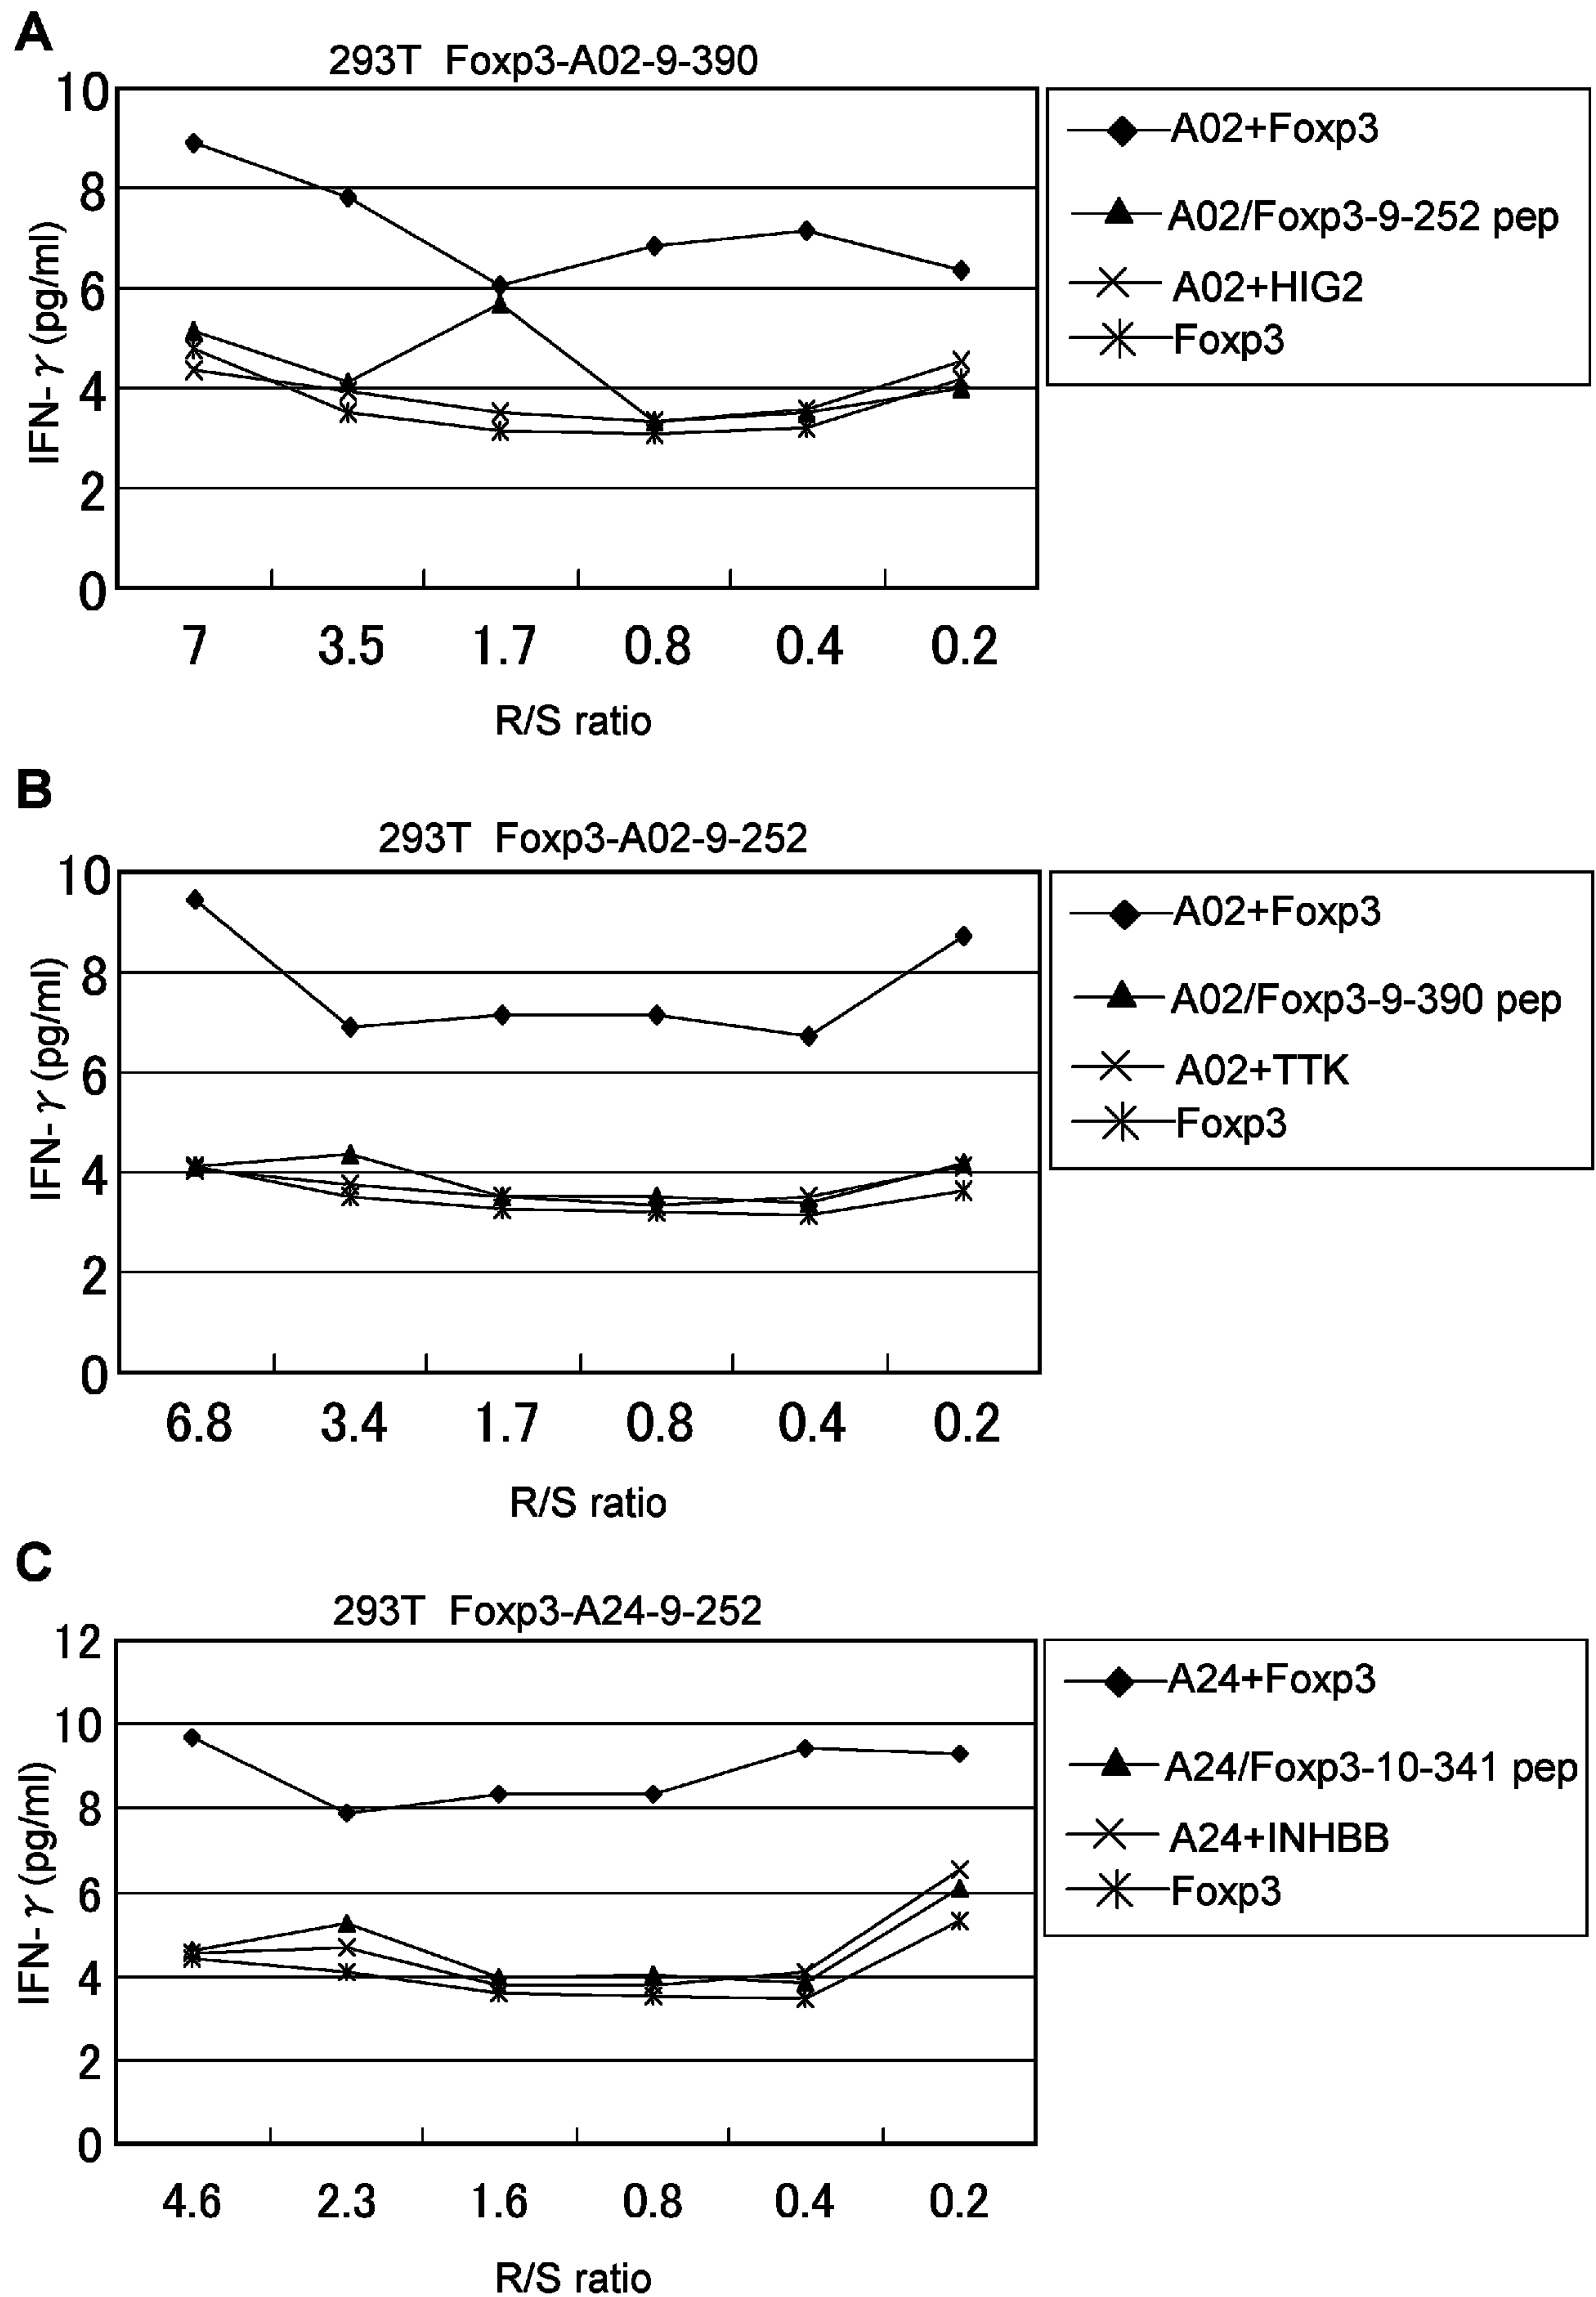 A
293T Foxp3-A02-9-390
10
8
6
4
2
0
IFN-γ (pg/ml)
7 3.5 1.7 0.8 0.4 0.2
R/S ratio
A02+Foxp3
A02/Foxp3-9-252 pep
A02+HIG2
Foxp3
B
293T Foxp3-A02-9-252
10
8
6
4
2
0
IFN-γ (pg/ml)
6.8 3.4 1.7 0.8 0.4 0.2
R/S ratio
A02+Foxp3
A02/Foxp3-9-390 pep
A02+TTK
Foxp3
C
293T Foxp3-A24-9-252
12
10
8
6
4
2
0
IFN-γ (pg/ml)
4.6 2.3 1.6 0.8 0.4 0.2
R/S ratio
A24+Foxp3
A24/Foxp3-10-341 pep
A24+INHBB
Foxp3